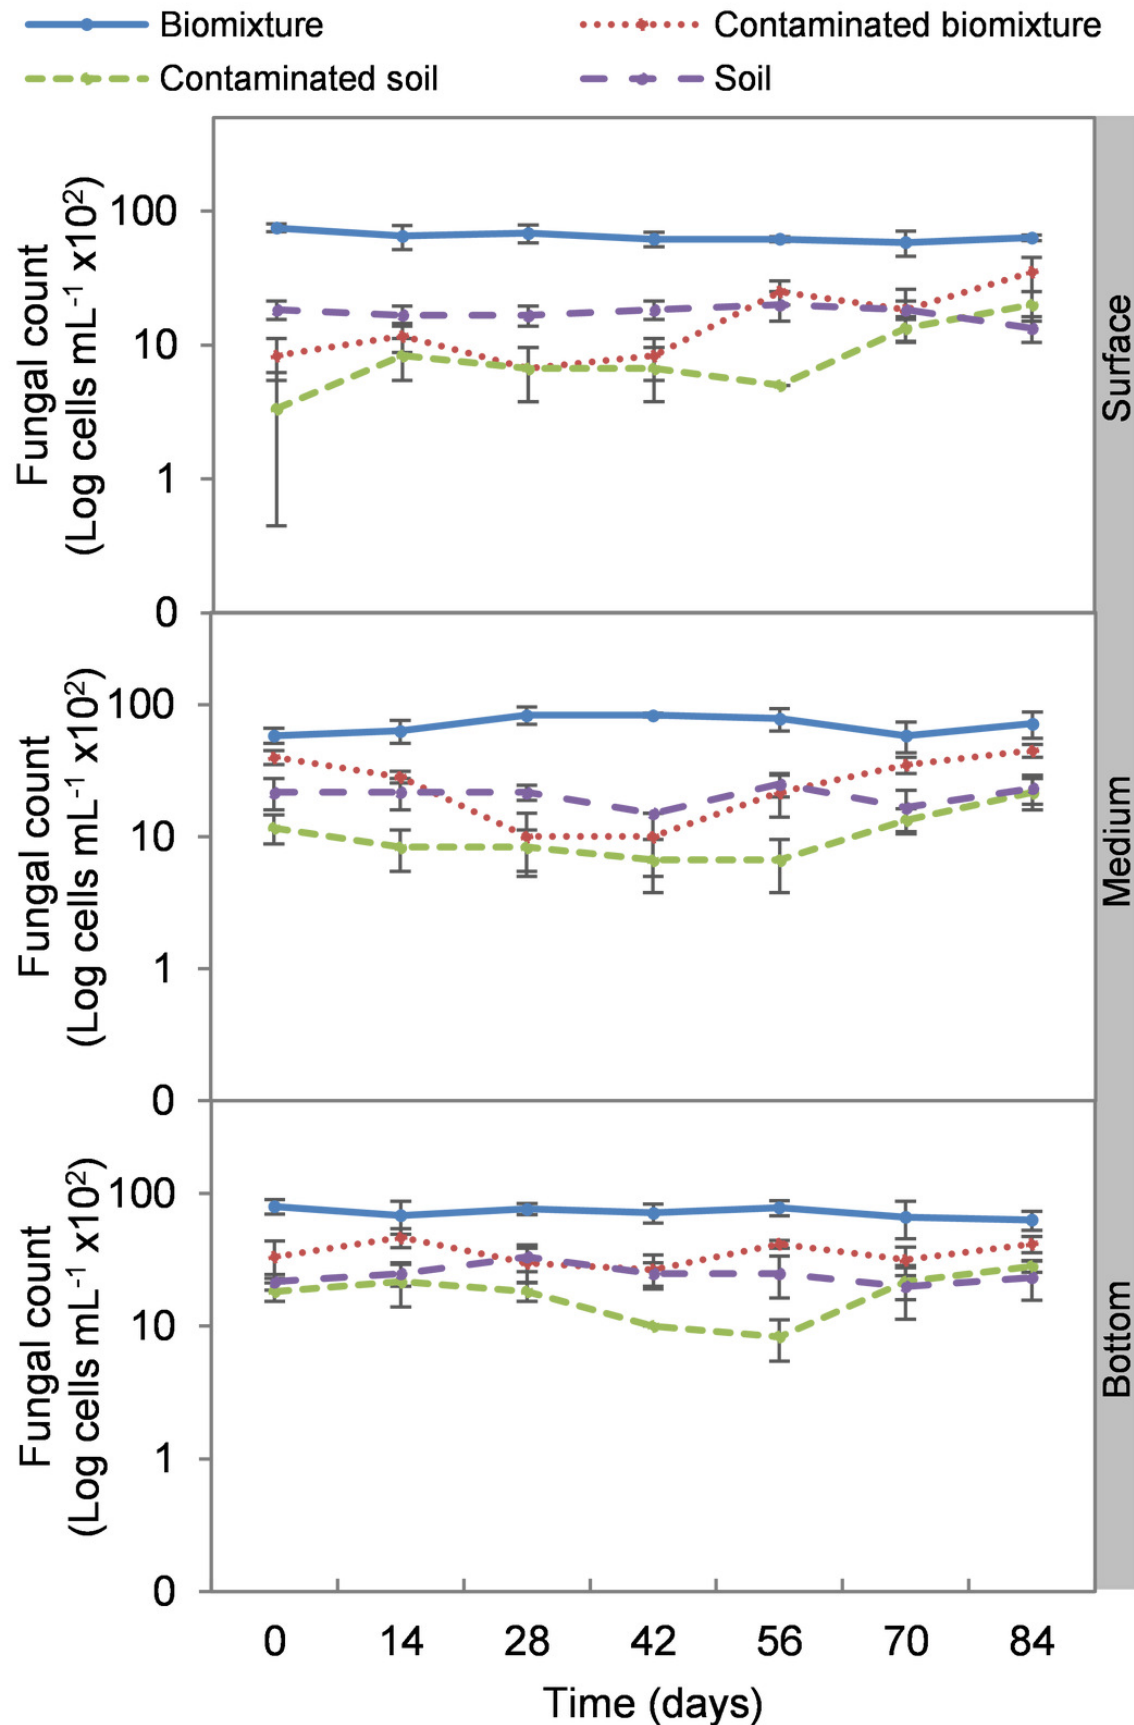 Biomixture
Contaminated biomixture
Contaminated soil
Soil
Fungal count
(Log cells mL⁻¹ x10²)
100
10
1
0
Surface
Fungal count
(Log cells mL⁻¹ x10²)
100
10
1
0
Medium
Fungal count
(Log cells mL⁻¹ x10²)
100
10
1
0
Bottom
0 14 28 42 56 70 84
Time (days)